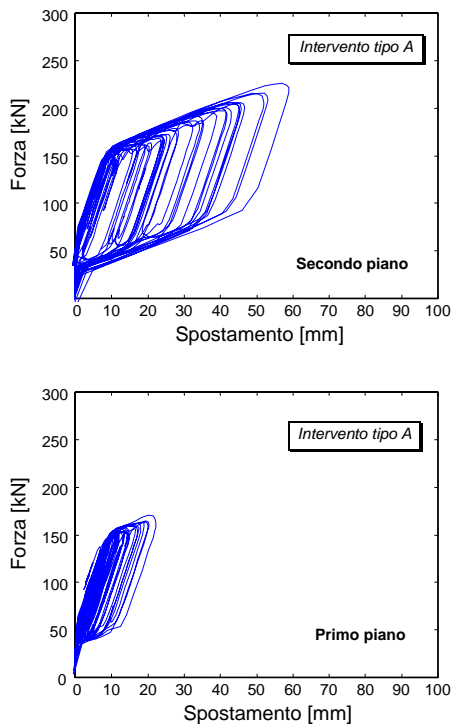 300
Intervento tipo A
250
200
150
100
50
Secondo piano
0 10 20 30 40 50 60 70 80 90 100
Forza [kN]
Spostamento [mm]
300
Intervento tipo A
250
200
150
100
50
Primo piano
0
0 10 20 30 40 50 60 70 80 90 100
Forza [kN]
Spostamento [mm]